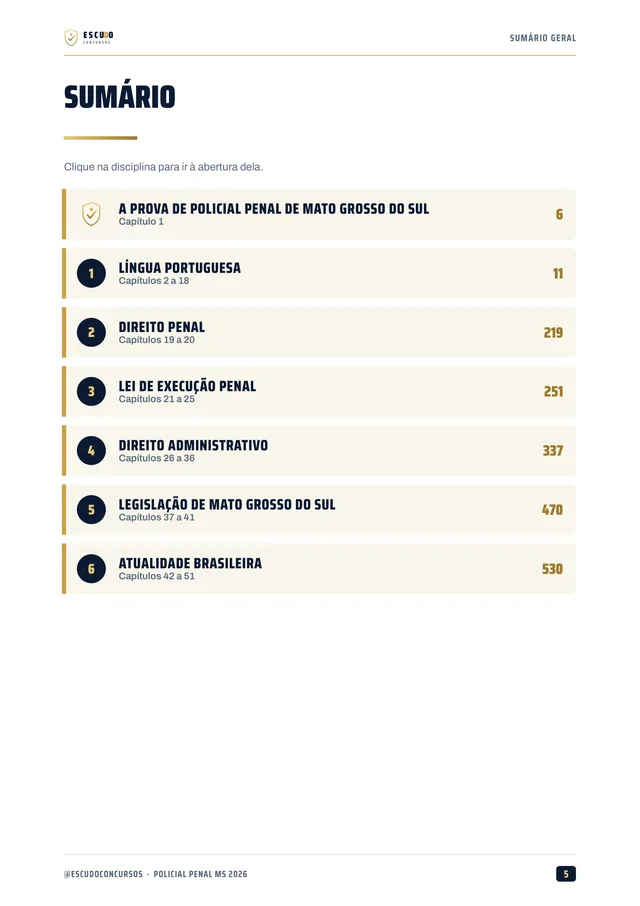 ESCUDO
CONCURSOS
SUMÁRIO GERAL
SUMÁRIO
Clique na disciplina para ir à abertura dela.
A PROVA DE POLICIAL PENAL DE MATO GROSSO DO SUL
Capítulo 1
6
1
LÍNGUA PORTUGUESA
Capítulos 2 a 18
11
2
DIREITO PENAL
Capítulos 19 a 20
219
3
LEI DE EXECUÇÃO PENAL
Capítulos 21 a 25
251
4
DIREITO ADMINISTRATIVO
Capítulos 26 a 36
337
5
LEGISLAÇÃO DE MATO GROSSO DO SUL
Capítulos 37 a 41
470
6
ATUALIDADE BRASILEIRA
Capítulos 42 a 51
530
@ESCUDOCONCURSOS - POLICIAL PENAL MS 2026
5